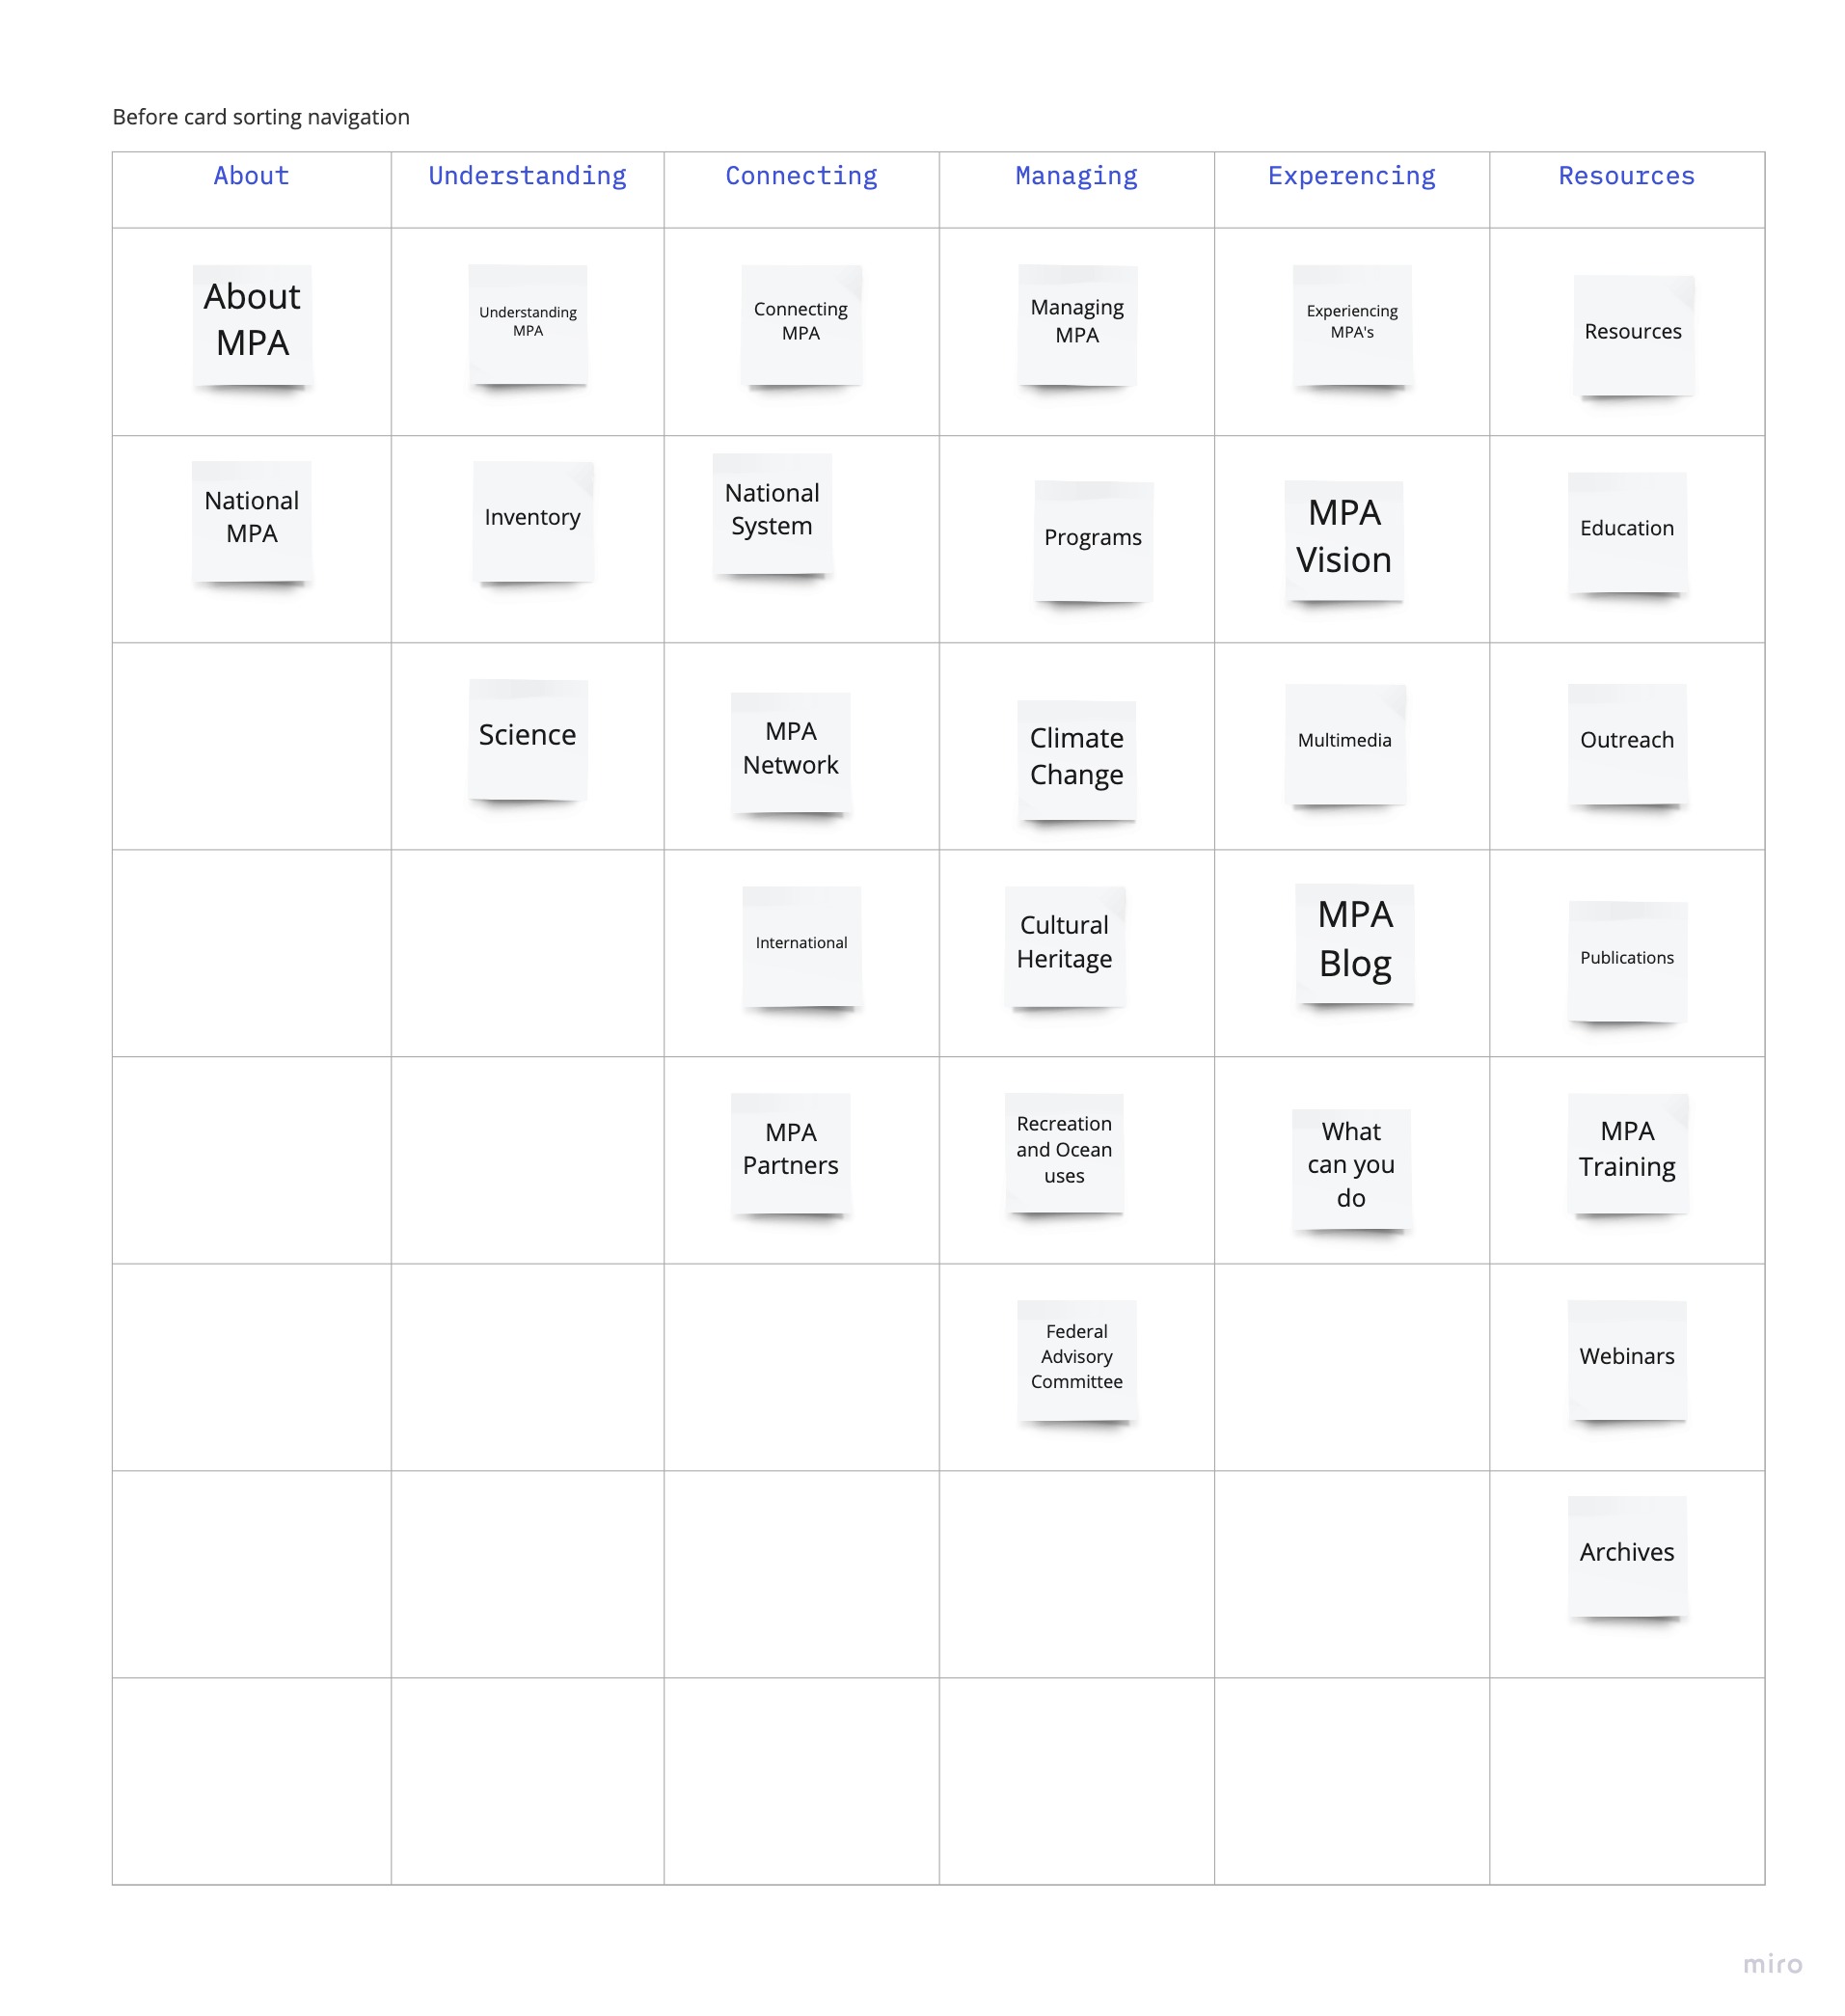 Before card sorting navigation
About
Understanding
Connecting
Managing
Experencing
Resources
About
MPA
Understanding
MPA
Connecting
MPA
Managing
MPA
Experiencing
MPA's
Resources
National
MPA
Inventory
National
System
Programs
MPA
Vision
Education
Science
MPA
Network
Climate
Change
Multimedia
Outreach
International
Cultural
Heritage
MPA
Blog
Publications
MPA
Partners
Recreation
and Ocean
uses
What
can you
do
MPA
Training
Federal
Advisory
Committee
Webinars
Archives
miro